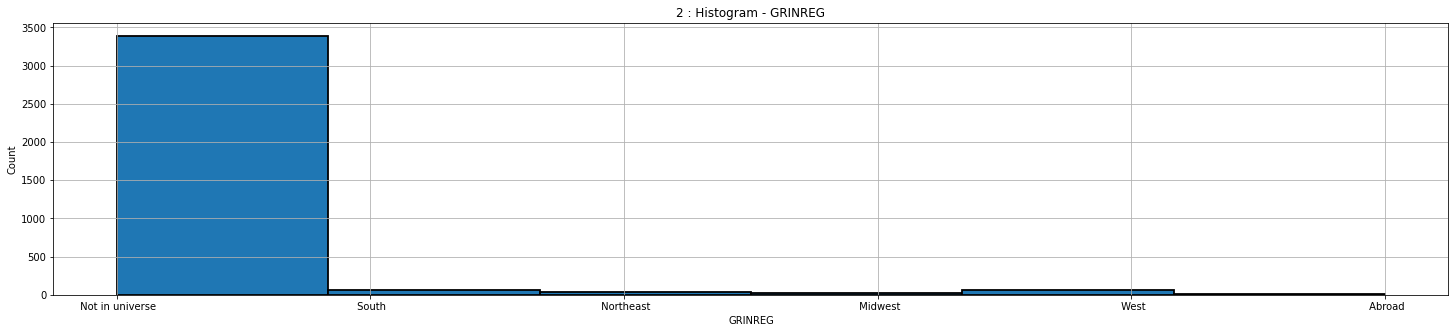 2 : Histogram - GRINREG
3500
3000
2500
2000
1500
1000
500
0
Count
Not in universe South Northeast Midwest West Abroad
GRINREG